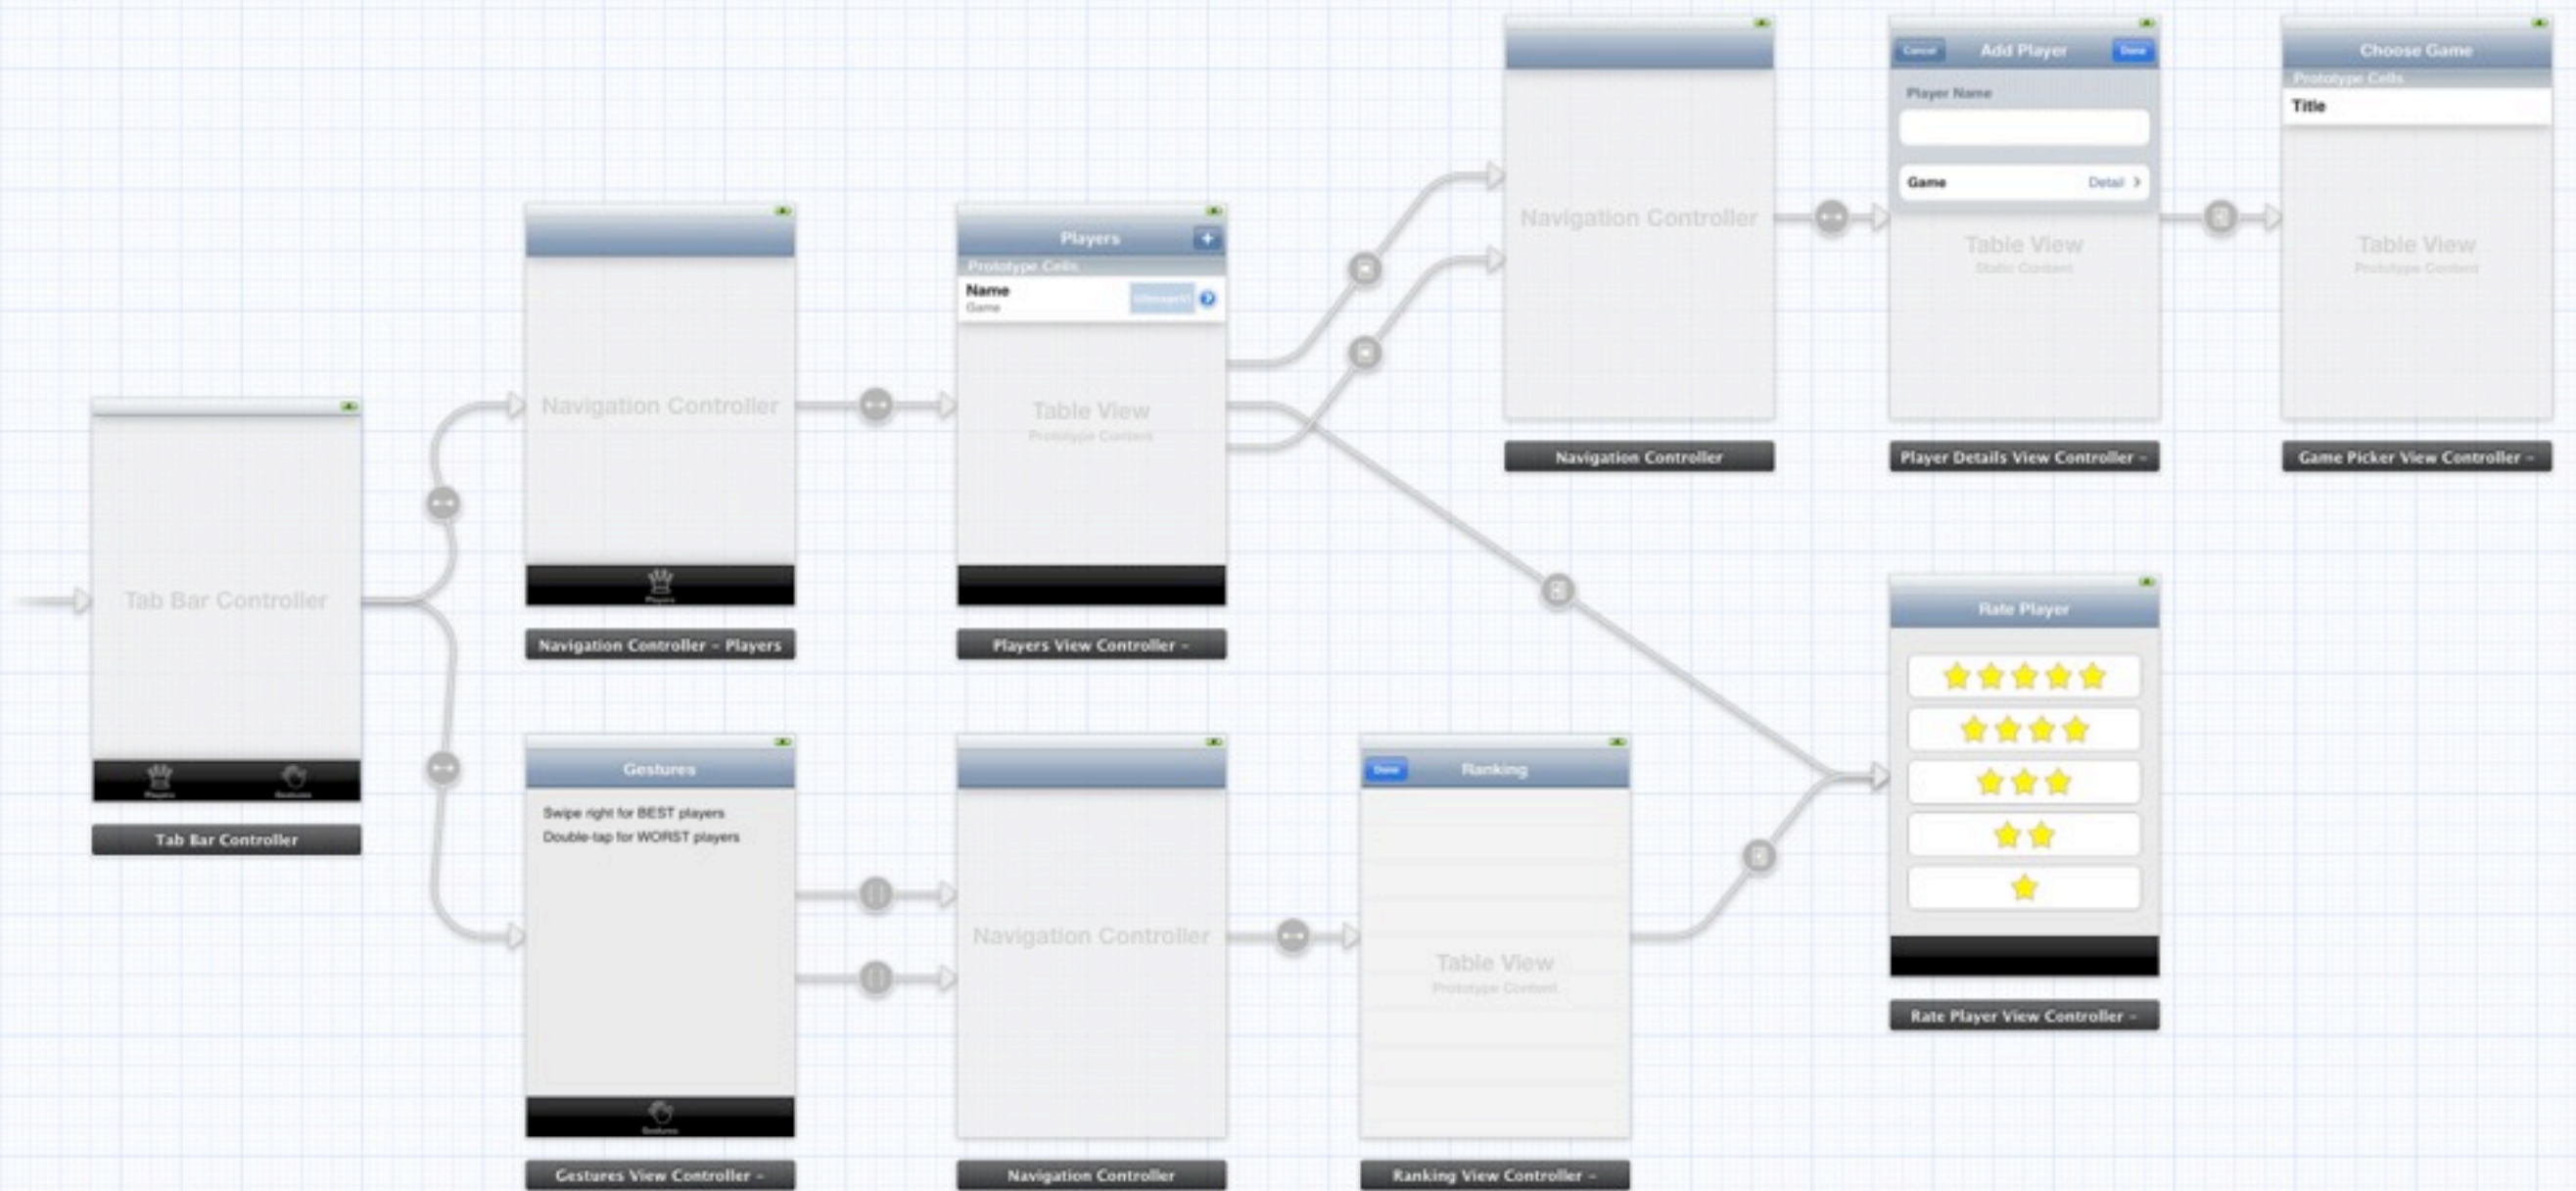 Tab Bar Controller
Players
Gestures
Tab Bar Controller
Navigation Controller
Players
Navigation Controller – Players
Players
+
Prototype Cells
Name
Game
Table View
Prototype Content
Players View Controller –
Navigation Controller
Navigation Controller
Cancel
Add Player
Done
Player Name
Game
Detail
Table View
Static Content
Player Details View Controller –
Choose Game
Prototype Cells
Title
Table View
Prototype Content
Game Picker View Controller –
Gestures
Swipe right for BEST players
Double-tap for WORST players
Gestures
Gestures View Controller –
Navigation Controller
Navigation Controller
Done
Ranking
Table View
Prototype Content
Ranking View Controller –
Rate Player
Rate Player View Controller –